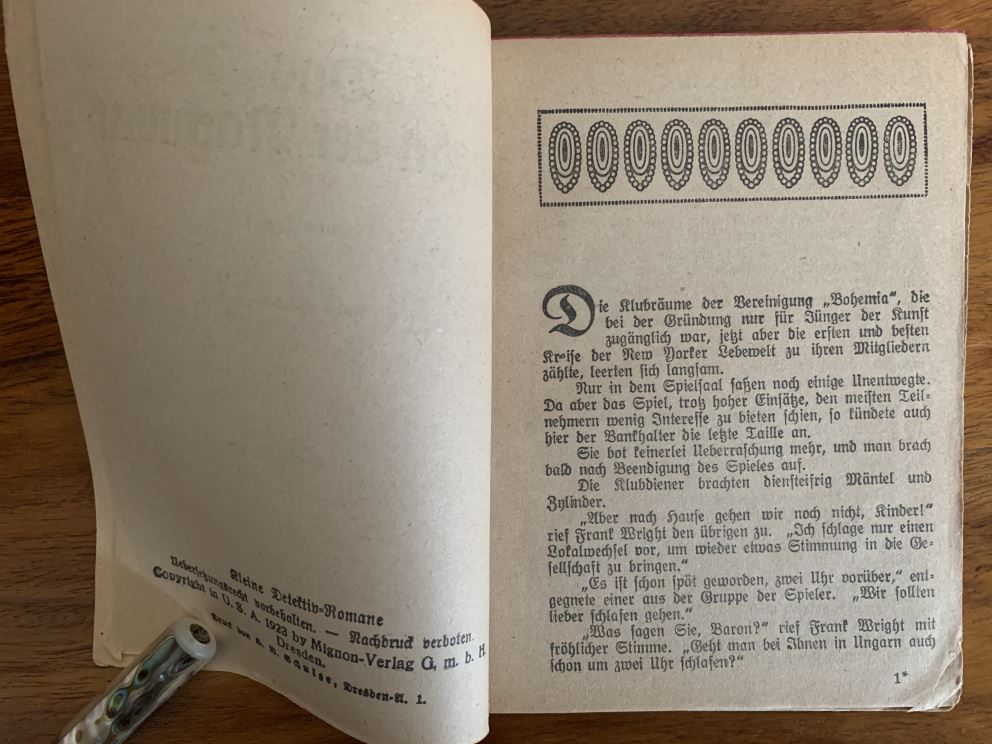 Kleine Detektiv-Romane
Uebersetzungsrecht vorbehalten. — Nachdruck verboten.
Copyright in U. S. A. 1923 by Mignon-Verlag G. m. b. H.
Dresden.
Druck von A. H. Schulze, Dresden-A. 1.
Die Klubräume der Vereinigung „Bohemia“, die
bei der Gründung nur für Jünger der Kunst
zugänglich war, jetzt aber die ersten und besten
Kreise der New Yorker Lebewelt zu ihren Mitgliedern
zählte, leerten sich langsam.
Nur in dem Spielsaal saßen noch einige Unentwegte.
Da aber das Spiel, trotz hoher Einsätze, den meisten Teil-
nehmern wenig Interesse zu bieten schien, so kündete auch
hier der Bankhalter die letzte Taille an.
Sie bot keinerlei Ueberraschung mehr, und man brach
bald nach Beendigung des Spieles auf.
Die Klubdiener brachten diensteifrig Mäntel und
Zylinder.
„Aber nach Hause gehen wir noch nicht, Kinder!“
rief Frank Wright den übrigen zu. „Ich schlage nur einen
Lokalwechsel vor, um wieder etwas Stimmung in die Ge-
sellschaft zu bringen.“
„Es ist schon spät geworden, zwei Uhr vorüber,“ ent-
gegnete einer aus der Gruppe der Spieler. „Wir sollten
lieber schlafen gehen.“
„Was sagen Sie, Baron?“ rief Frank Wright mit
fröhlicher Stimme. „Geht man bei Ihnen in Ungarn auch
schon um zwei Uhr schlafen?“
1*